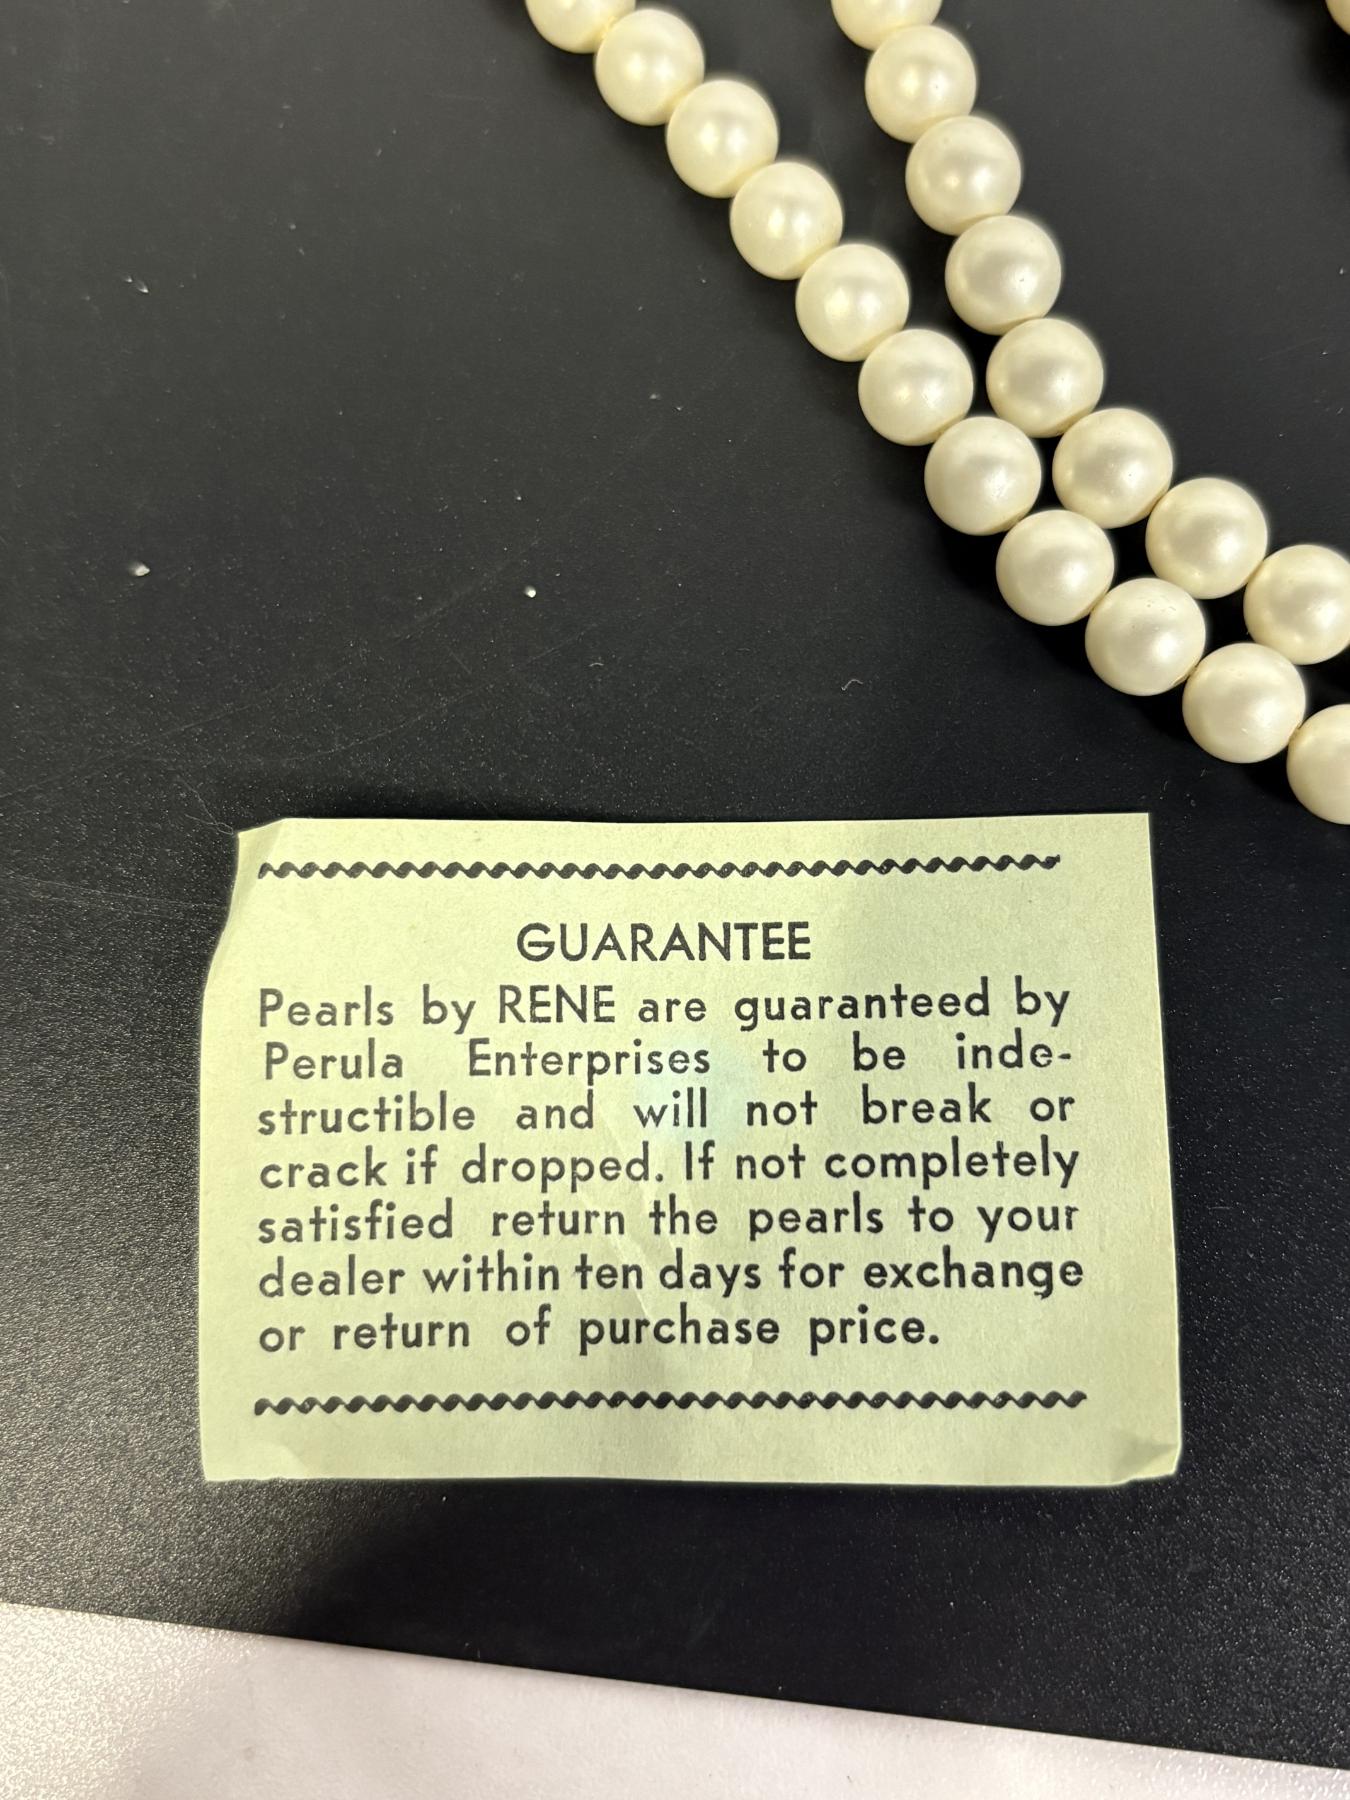 GUARANTEE
Pearls by RENE are guaranteed by
Perula Enterprises to be inde-
structible and will not break or
crack if dropped. If not completely
satisfied return the pearls to your
dealer within ten days for exchange
or return of purchase price.